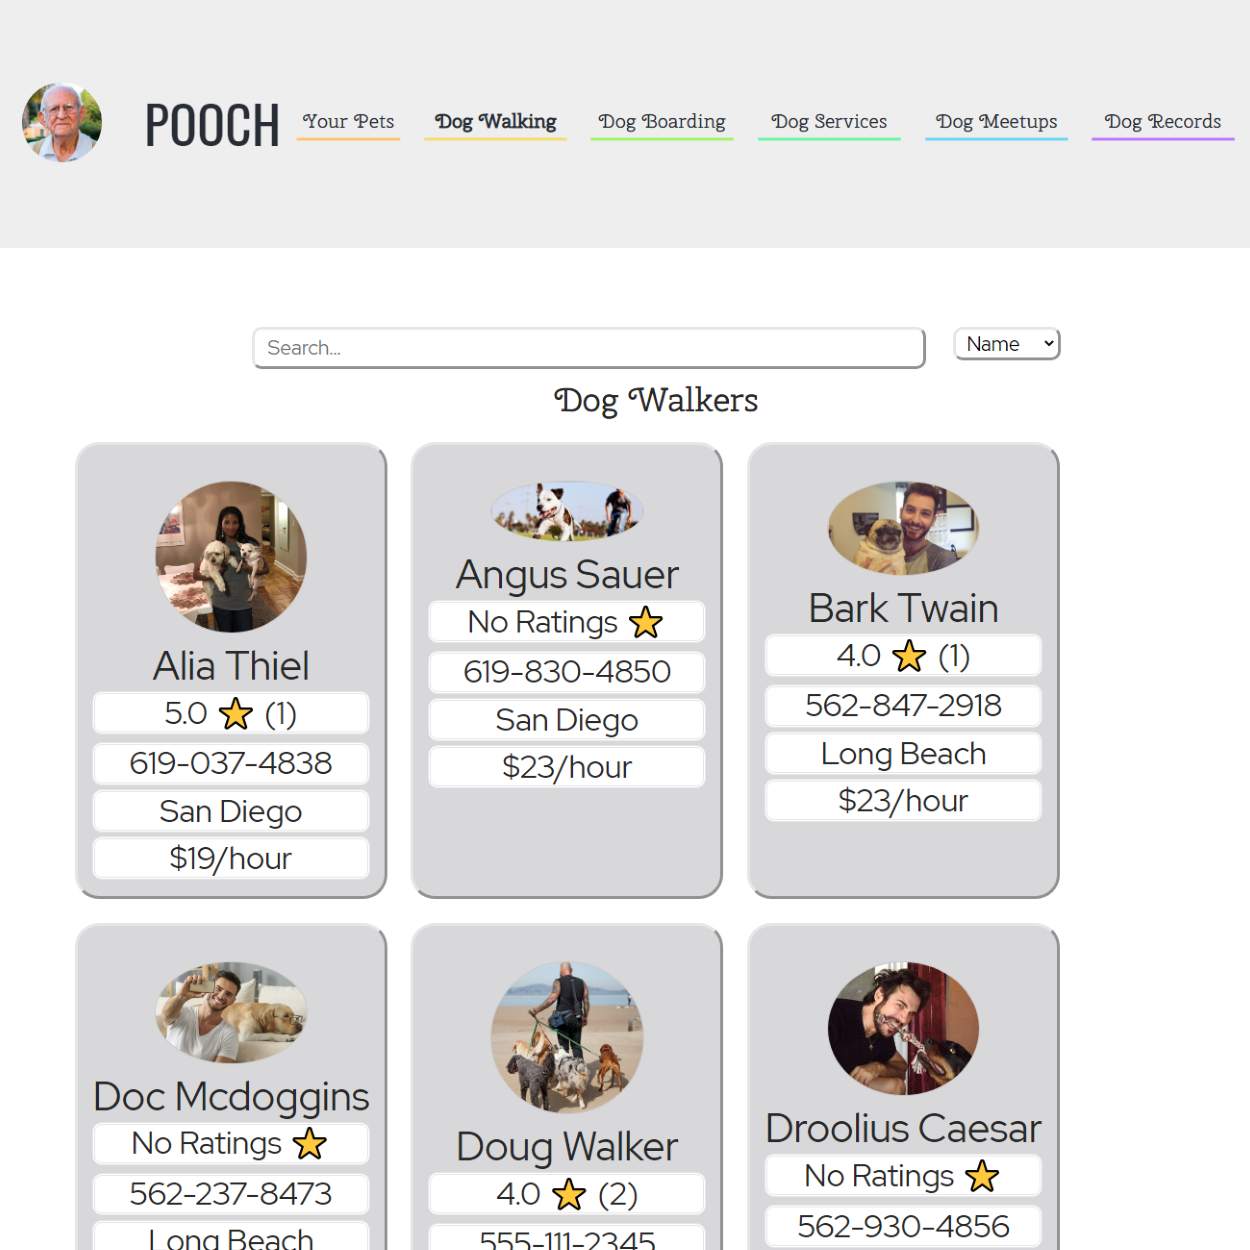 POOCH
Your Pets
Dog Walking
Dog Boarding
Dog Services
Dog Meetups
Dog Records
Search...
Name
Dog Walkers
Alia Thiel
5.0 ⭐ (1)
619-037-4838
San Diego
$19/hour
Angus Sauer
No Ratings ⭐
619-830-4850
San Diego
$23/hour
Bark Twain
4.0 ⭐ (1)
562-847-2918
Long Beach
$23/hour
Doc Mcdoggins
No Ratings ⭐
562-237-8473
Long Beach
Doug Walker
4.0 ⭐ (2)
555-111-2345
Droolius Caesar
No Ratings ⭐
562-930-4856